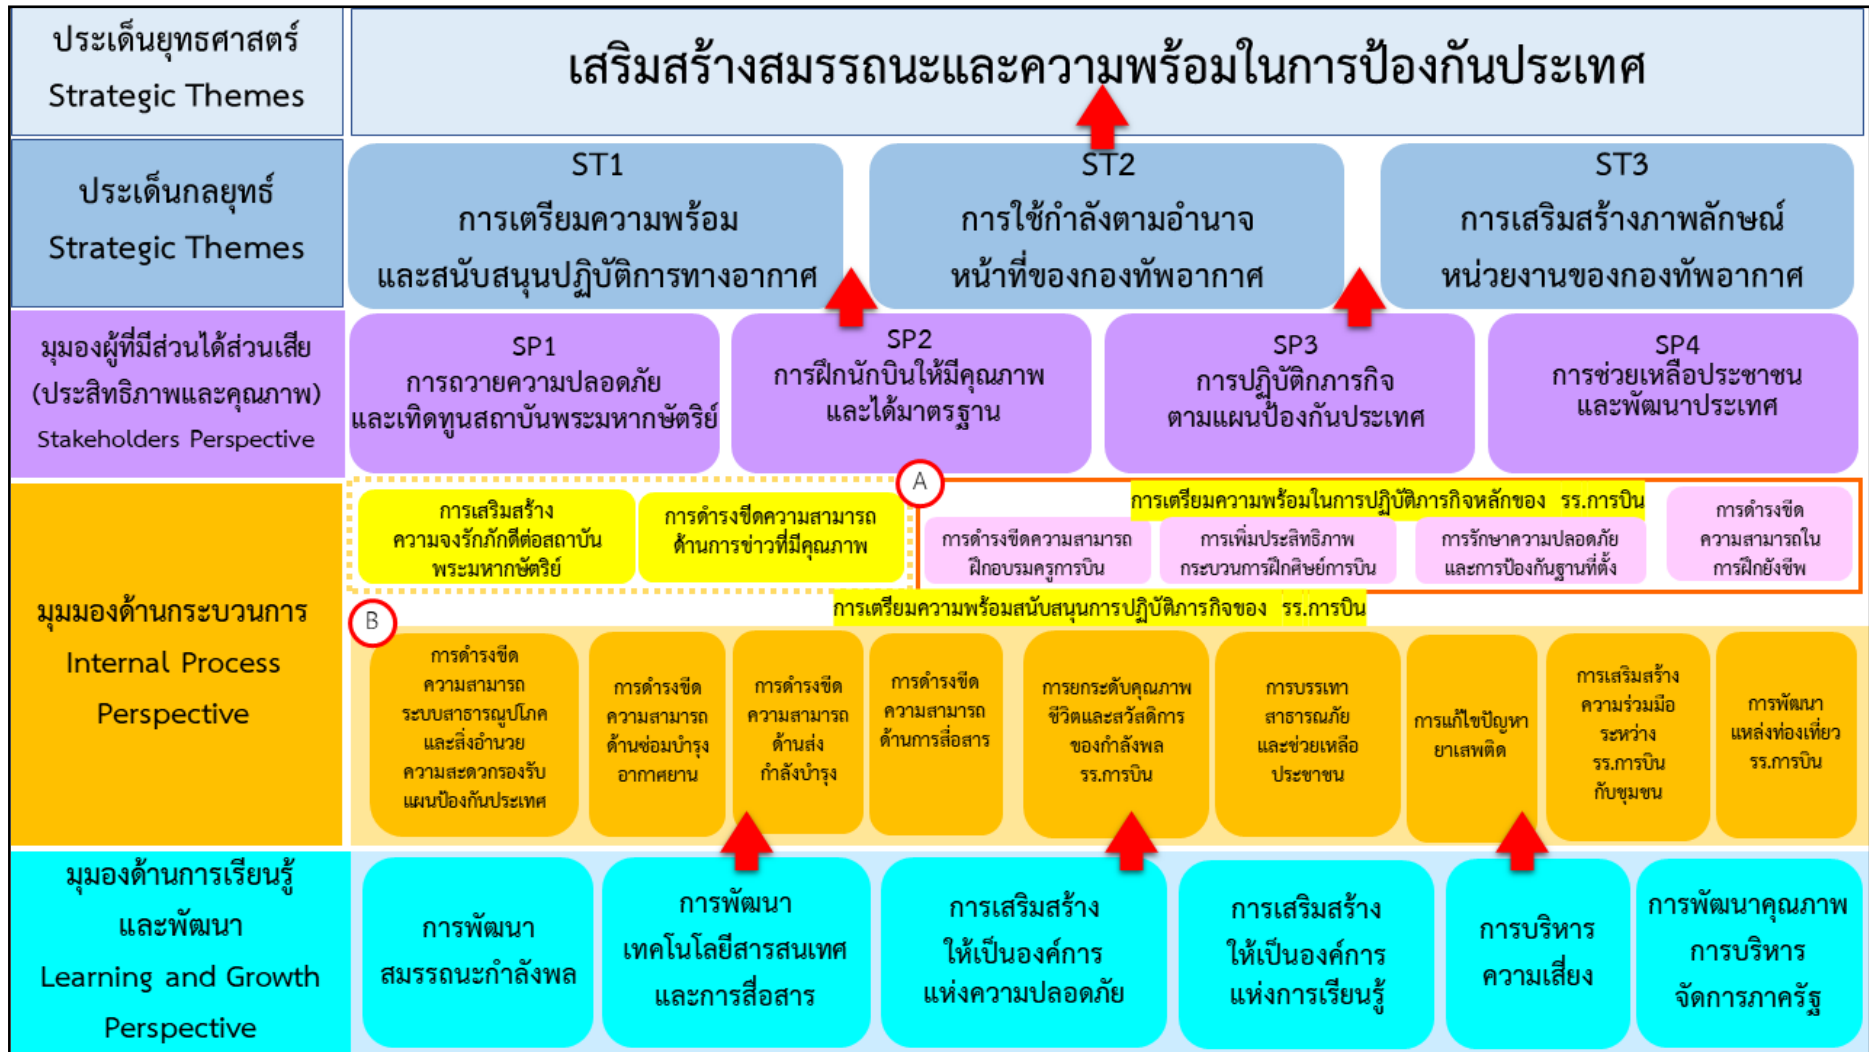 ประเด็นยุทธศาสตร์
Strategic Themes
เสริมสร้างสมรรถนะและความพร้อมในการป้องกันประเทศ
ประเด็นกลยุทธ์
Strategic Themes
ST1
การเตรียมความพร้อม
และสนับสนุนปฏิบัติการทางอากาศ
ST2
การใช้กำลังตามอำนาจ
หน้าที่ของกองทัพอากาศ
ST3
การเสริมสร้างภาพลักษณ์
หน่วยงานของกองทัพอากาศ
มุมองผู้ที่มีส่วนได้ส่วนเสีย
(ประสิทธิภาพและคุณภาพ)
Stakeholders Perspective
SP1
การถวายความปลอดภัย
และเทิดทูนสถาบันพระมหากษัตริย์
SP2
การฝึกนักบินให้มีคุณภาพ
และได้มาตรฐาน
SP3
การปฏิบัติกภารกิจ
ตามแผนป้องกันประเทศ
SP4
การช่วยเหลือประชาชน
และพัฒนาประเทศ
มุมมองด้านกระบวนการ
Internal Process
Perspective
การเสริมสร้าง
ความจงรักภักดีต่อสถาบัน
พระมหากษัตริย์
การดำรงขีดความสามารถ
ด้านการข่าวที่มีคุณภาพ
A
การเตรียมความพร้อมในการปฏิบัติภารกิจหลักของ รร.การบิน
การดำรงขีดความสามารถ
ฝึกอบรมครูการบิน
การเพิ่มประสิทธิภาพ
กระบวนการฝึกศิษย์การบิน
การรักษาความปลอดภัย
และการป้องกันฐานที่ตั้ง
การดำรงขีด
ความสามารถใน
การฝึกยังชีพ
B
การเตรียมความพร้อมสนับสนุนการปฏิบัติภารกิจของ รร.การบิน
การดำรงขีด
ความสามารถ
ระบบสาธารณูปโภค
และสิ่งอำนวย
ความสะดวกรองรับ
แผนป้องกันประเทศ
การดำรงขีด
ความสามารถ
ด้านซ่อมบำรุง
อากาศยาน
การดำรงขีด
ความสามารถ
ด้านส่ง
กำลังบำรุง
การดำรงขีด
ความสามารถ
ด้านการสื่อสาร
การยกระดับคุณภาพ
ชีวิตและสวัสดิการ
ของกำลังพล
รร.การบิน
การบรรเทา
สาธารณภัย
และช่วยเหลือ
ประชาชน
การแก้ไขปัญหา
ยาเสพติด
การเสริมสร้าง
ความร่วมมือ
ระหว่าง
รร.การบิน
กับชุมชน
การพัฒนา
แหล่งท่องเที่ยว
รร.การบิน
มุมองด้านการเรียนรู้
และพัฒนา
Learning and Growth
Perspective
การพัฒนา
สมรรถนะกำลังพล
การพัฒนา
เทคโนโลยีสารสนเทศ
และการสื่อสาร
การเสริมสร้าง
ให้เป็นองค์การ
แห่งความปลอดภัย
การเสริมสร้าง
ให้เป็นองค์การ
แห่งการเรียนรู้
การบริหาร
ความเสี่ยง
การพัฒนาคุณภาพ
การบริหาร
จัดการภาครัฐ